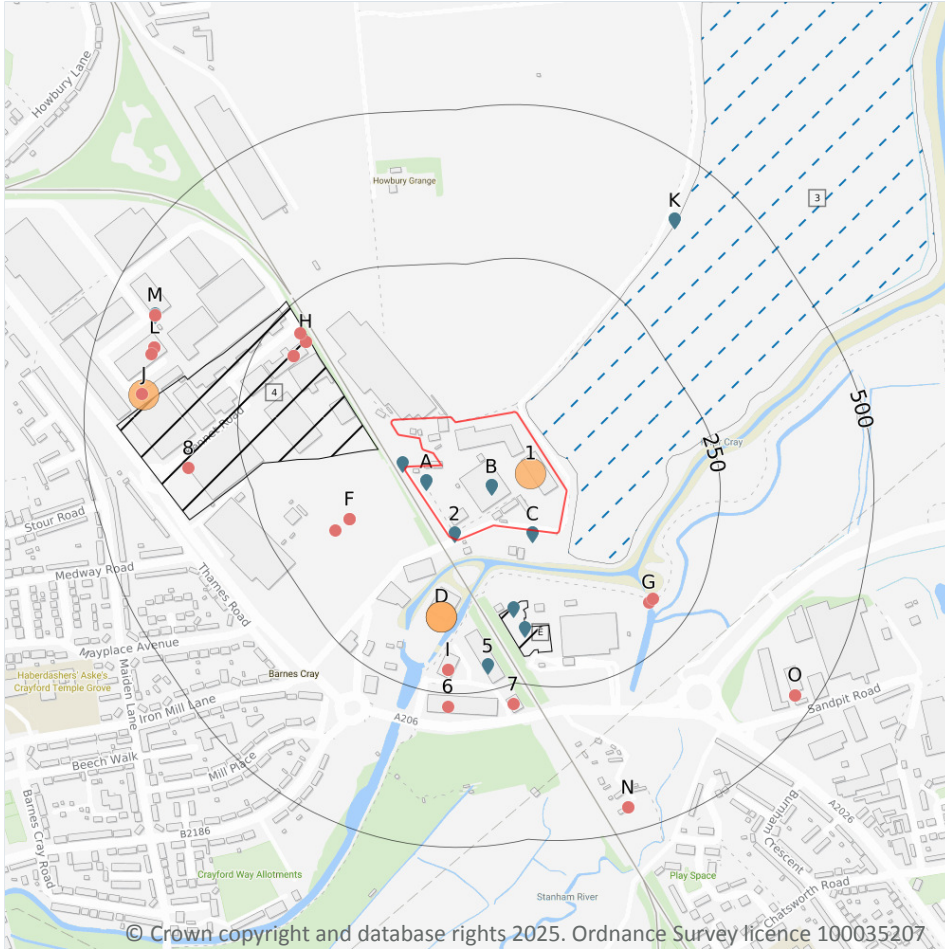 Howbury Lane
Howbury Grange
K
3
M
L
H
J
4
8
A
B
1
2
C
F
500
250
Cray
Stour Road
Medway Road
Thames Road
D
E
G
Mayplace Avenue
Haberdashers' Aske's
Crayford Temple Grove
Maiden Lane
Barnes Cray
I
5
6
7
O
Sandpit Road
Iron Mill Lane
A206
Beech Walk
Mill Place
Barnes Cray Road
B2186
N
A2026
Burnham
Crescent
Crayford Way Allotments
Play Space
Chatsworth Road
Stanham River
© Crown copyright and database rights 2025. Ordnance Survey licence 100035207